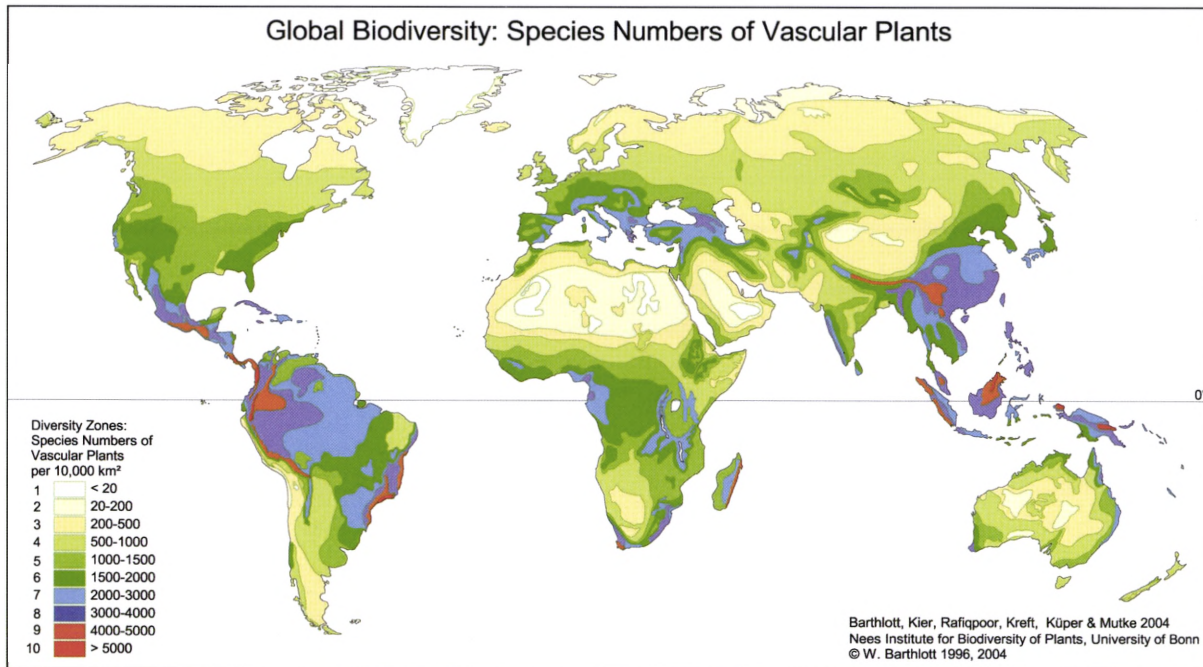 Global Biodiversity: Species Numbers of Vascular Plants
0°
Diversity Zones:
Species Numbers of
Vascular Plants
per 10,000 km²
1 < 20
2 20-200
3 200-500
4 500-1000
5 1000-1500
6 1500-2000
7 2000-3000
8 3000-4000
9 4000-5000
10 > 5000
Barthlott, Kier, Rafiqpoor, Kreft, Küper & Mutke 2004
Nees Institute for Biodiversity of Plants, University of Bonn
© W. Barthlott 1996, 2004